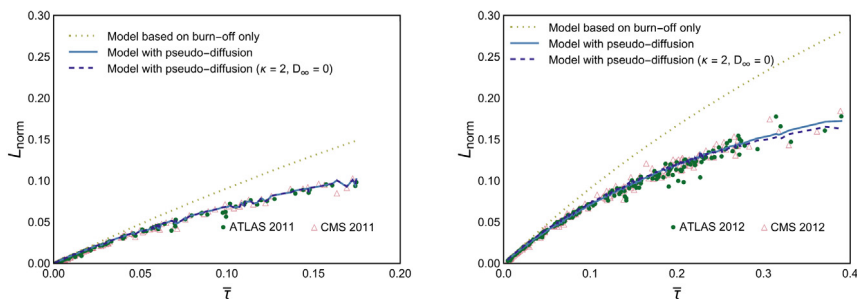 0.30
0.25
0.20
0.15
0.10
0.05
0.00
L_norm
Model based on burn-off only
Model with pseudo-diffusion
Model with pseudo-diffusion (κ = 2, D∞ = 0)
ATLAS 2011 CMS 2011
0.00 0.05 0.10 0.15 0.20
τ̄
0.30
0.25
0.20
0.15
0.10
0.05
0.00
L_norm
Model based on burn-off only
Model with pseudo-diffusion
Model with pseudo-diffusion (κ = 2, D∞ = 0)
ATLAS 2012 CMS 2012
0.0 0.1 0.2 0.3 0.4
τ̄